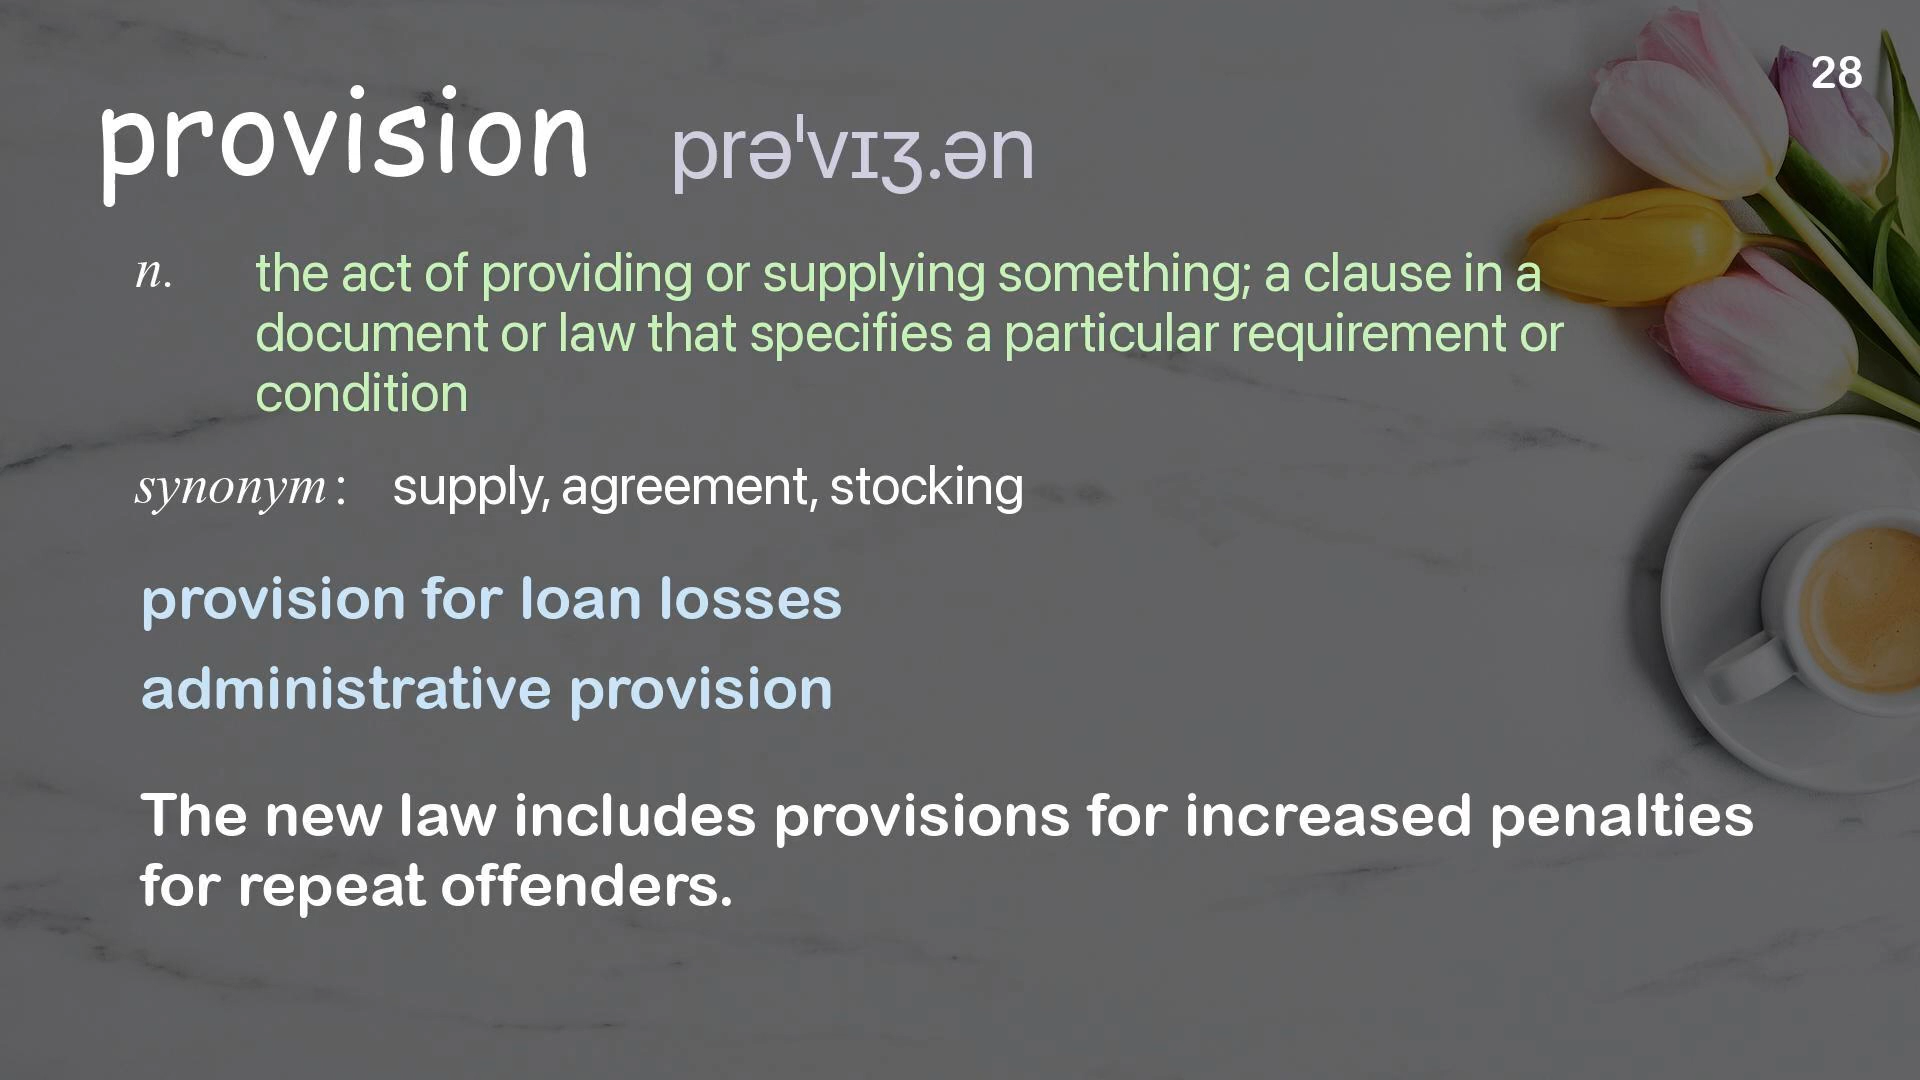 28
provision prəˈvɪʒ.ən
n. the act of providing or supplying something; a clause in a
document or law that specifies a particular requirement or
condition
synonym: supply, agreement, stocking
provision for loan losses
administrative provision
The new law includes provisions for increased penalties
for repeat offenders.